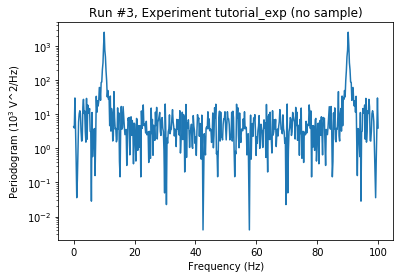 Run #3, Experiment tutorial_exp (no sample)
Periodogram (10³ V^2/Hz)
10³
10²
10¹
10⁰
10⁻¹
10⁻²
0 20 40 60 80 100
Frequency (Hz)